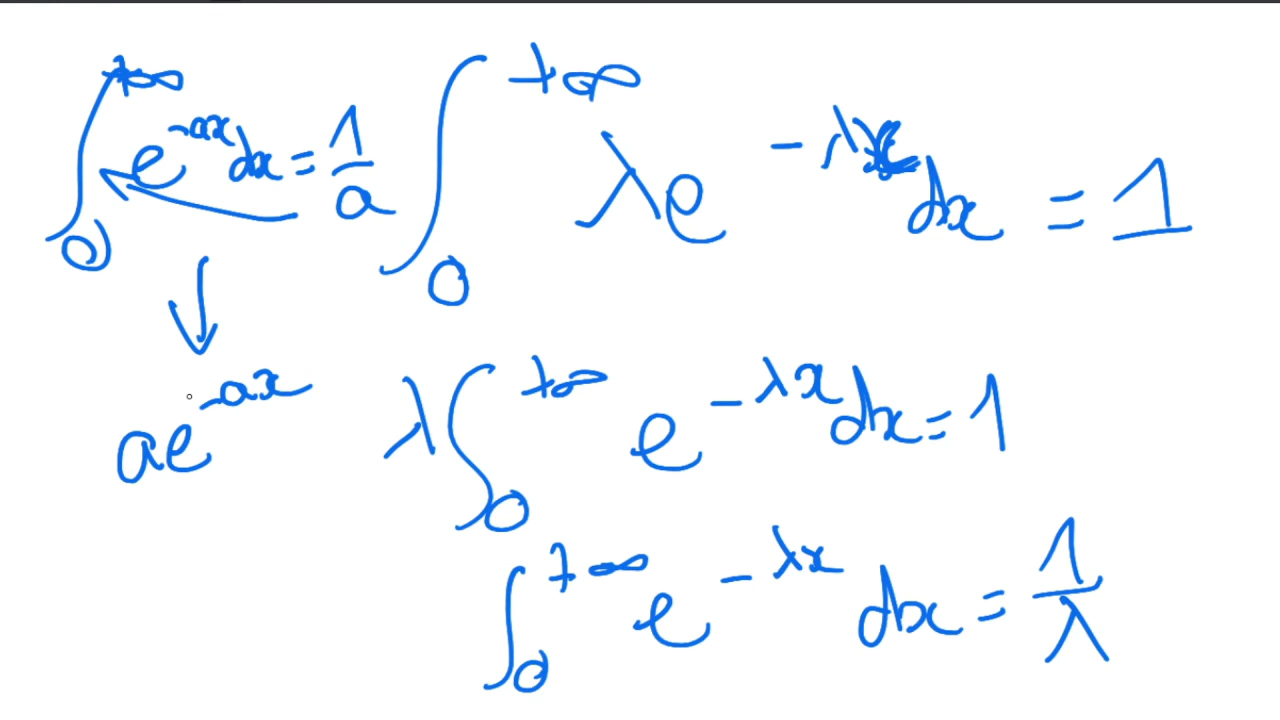 ∫₀^{+∞} e^{-ax} dx = 1/a
∫₀^{+∞} λe^{-λx} dx = 1
ae^{-ax}
λ∫₀^{+∞} e^{-λx} dx = 1
∫₀^{+∞} e^{-λx} dx = 1/λ